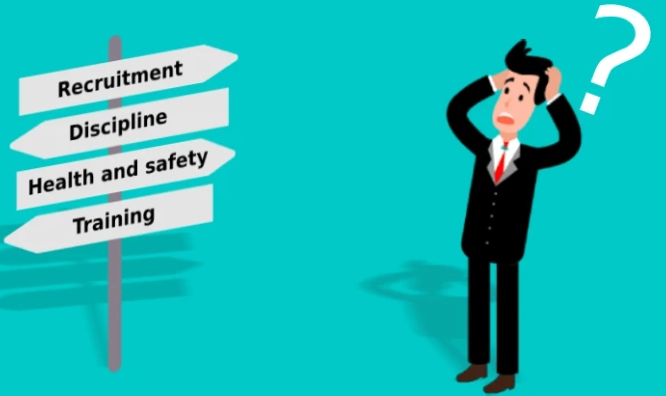 Recruitment
Discipline
Health and safety
Training
?